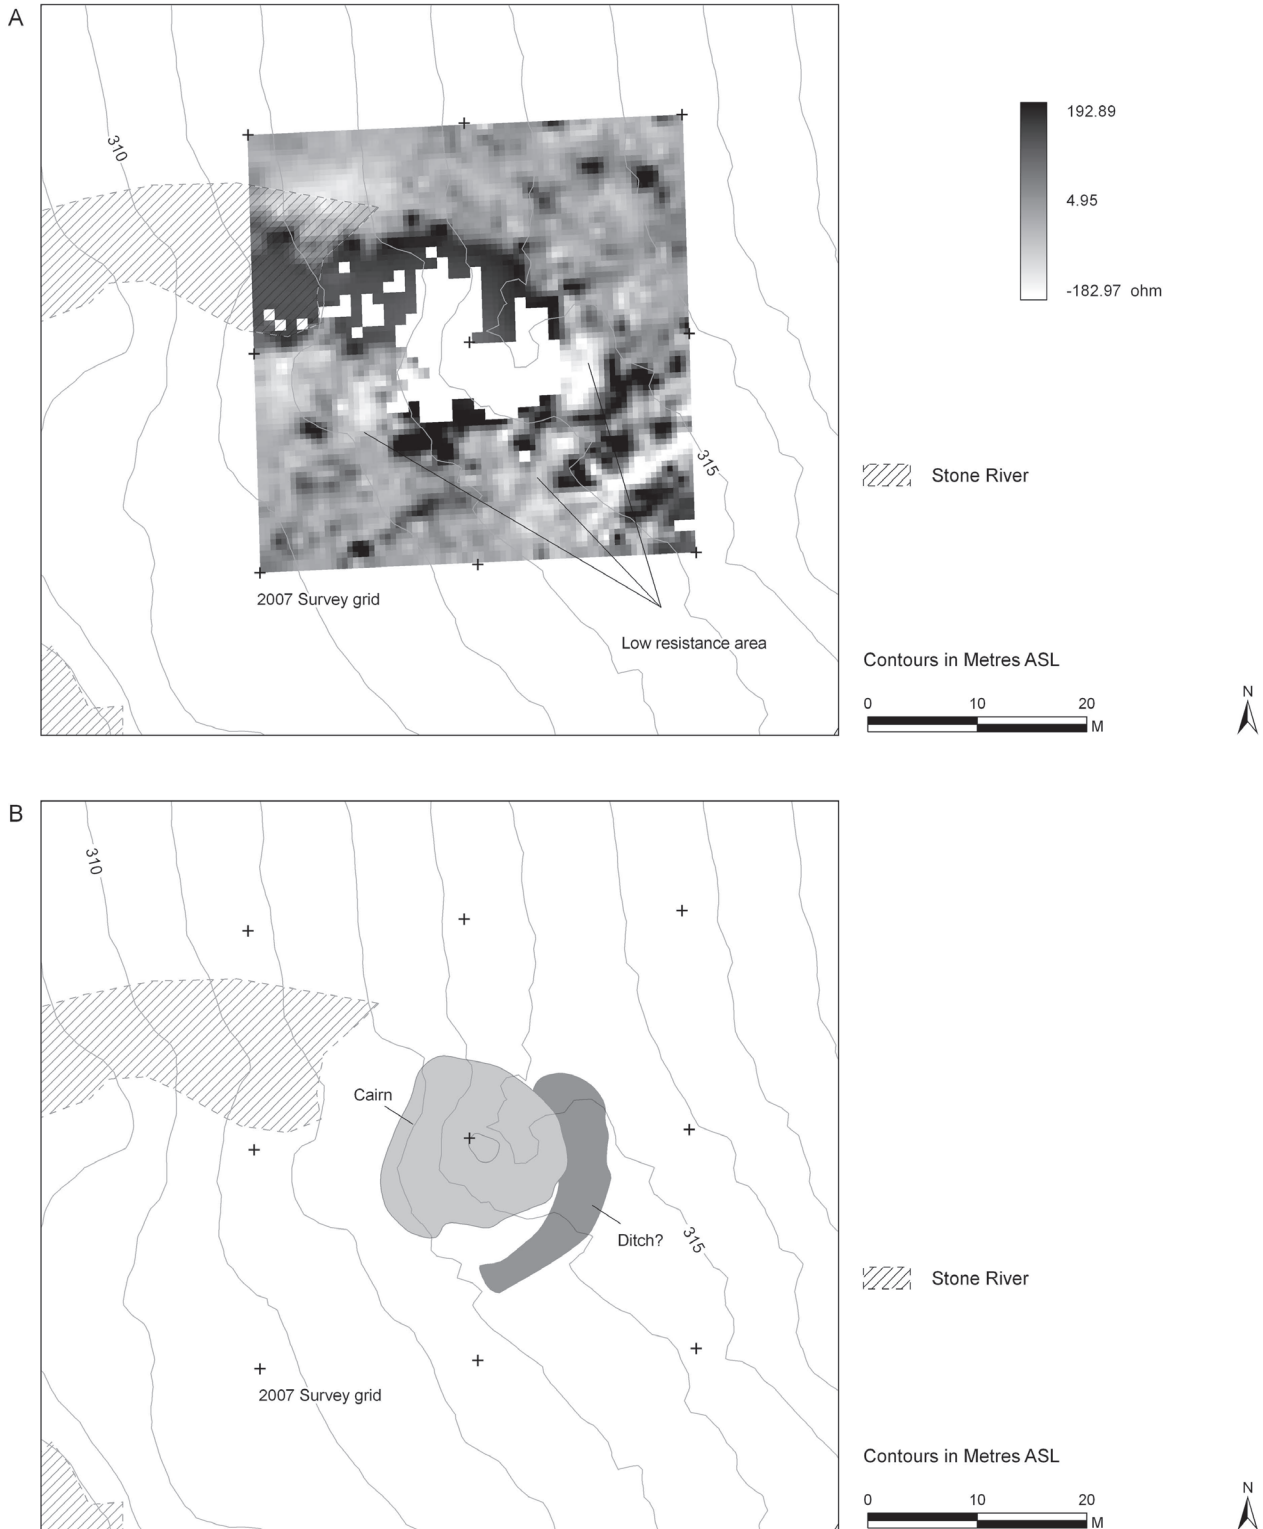 A
310
192.89
4.95
-182.97 ohm
315
Stone River
2007 Survey grid
Low resistance area
Contours in Metres ASL
0 10 20
M
N
B
310
Cairn
Ditch?
315
Stone River
2007 Survey grid
Contours in Metres ASL
0 10 20
M
N